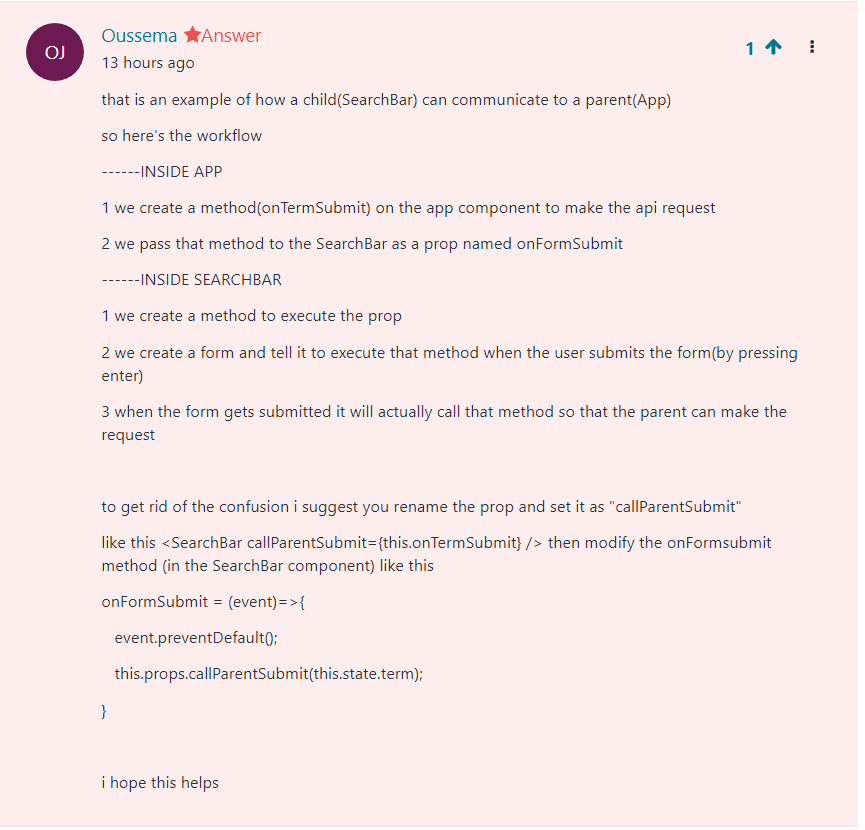 OJ
Oussema ★Answer
13 hours ago
1
that is an example of how a child(SearchBar) can communicate to a parent(App)
so here's the workflow
------INSIDE APP
1 we create a method(onTermSubmit) on the app component to make the api request
2 we pass that method to the SearchBar as a prop named onFormSubmit
------INSIDE SEARCHBAR
1 we create a method to execute the prop
2 we create a form and tell it to execute that method when the user submits the form(by pressing
enter)
3 when the form gets submitted it will actually call that method so that the parent can make the
request
to get rid of the confusion i suggest you rename the prop and set it as "callParentSubmit"
like this <SearchBar callParentSubmit={this.onTermSubmit} /> then modify the onFormsubmit
method (in the SearchBar component) like this
onFormSubmit = (event)=>{
event.preventDefault();
this.props.callParentSubmit(this.state.term);
}
i hope this helps